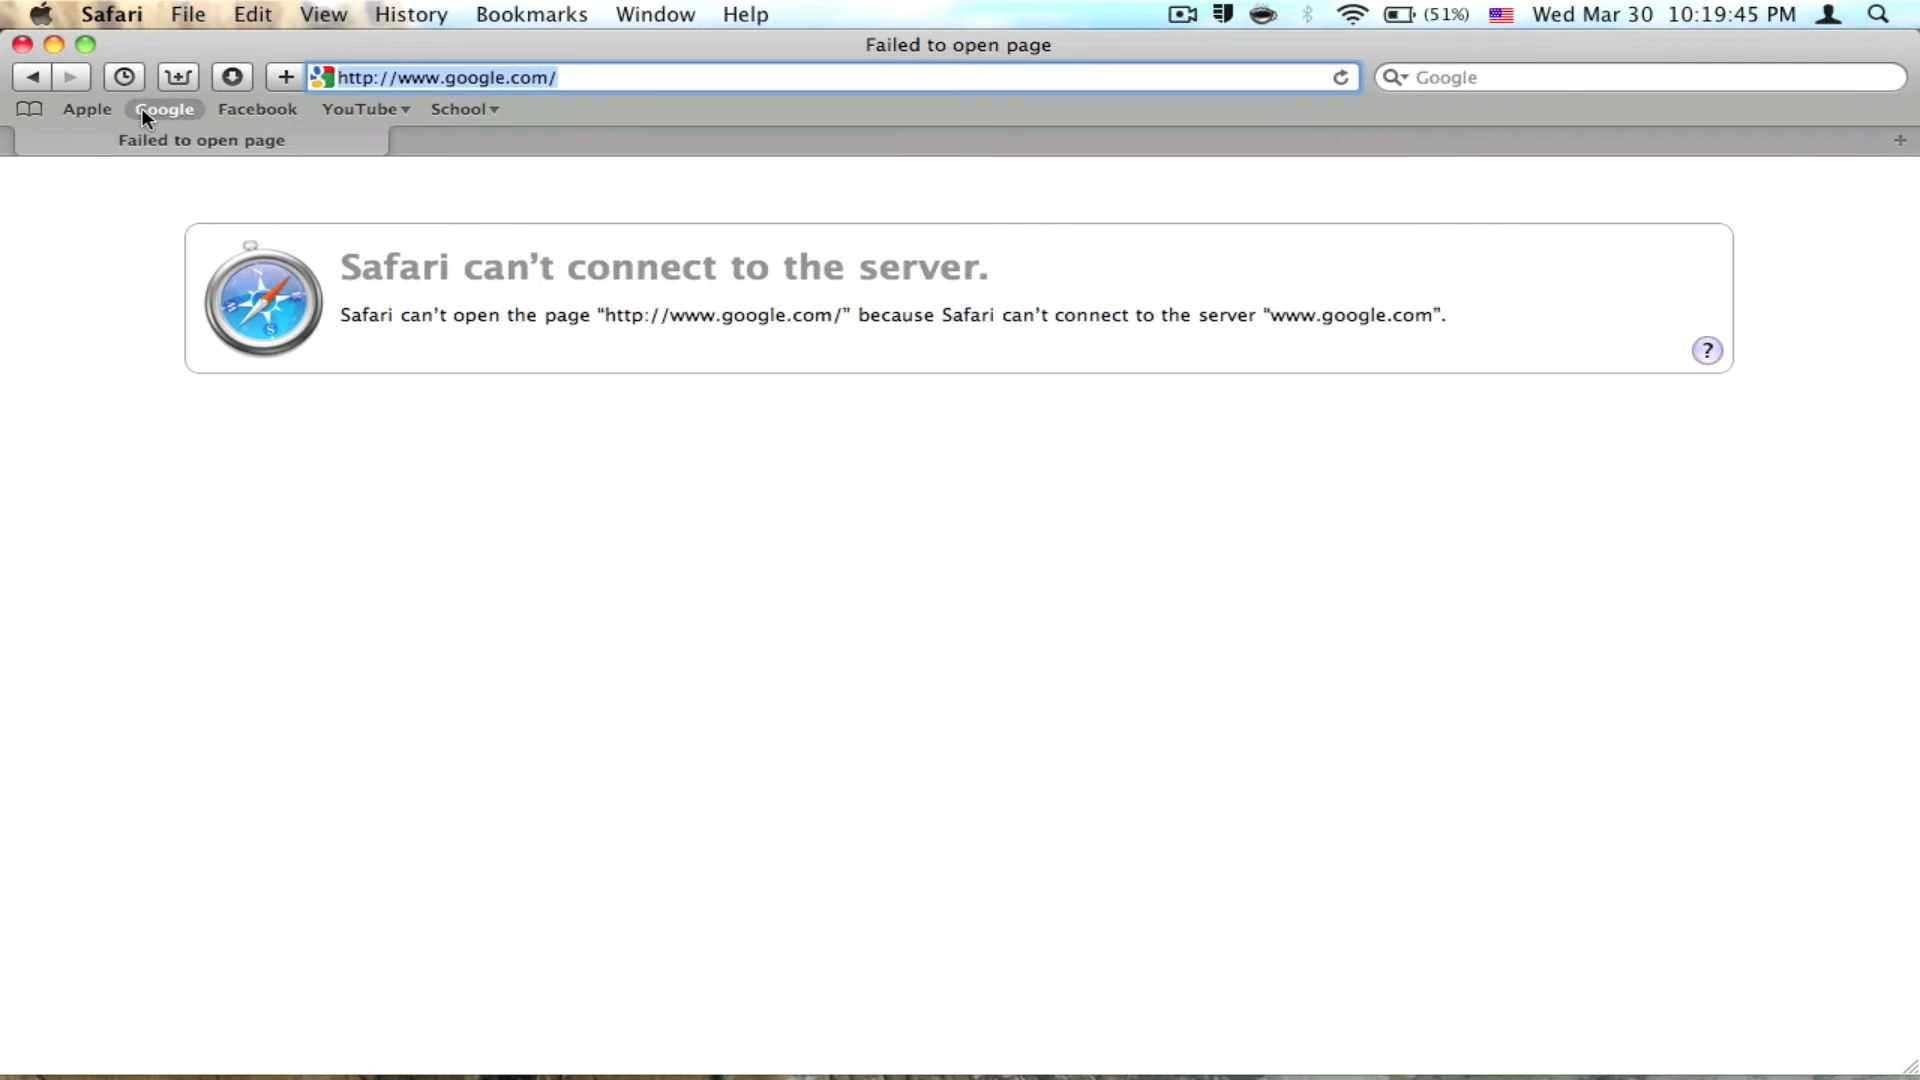 Safari File Edit View History Bookmarks Window Help (51%) Wed Mar 30 10:19:45 PM
Failed to open page
http://www.google.com/ Google
Apple Google Facebook YouTube School
Failed to open page
Safari can't connect to the server.
Safari can't open the page “http://www.google.com/” because Safari can't connect to the server “www.google.com”.
?